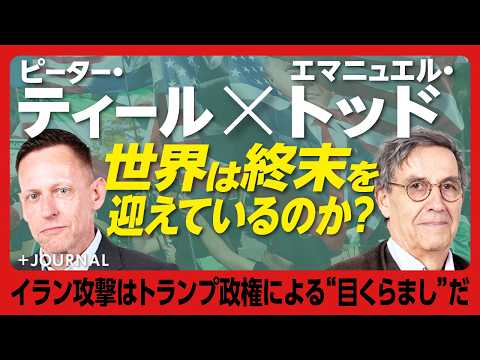 ピーター・
ティール
×
エマニュエル・
トッド
世界は終末を
迎えているのか?
+JOURNAL
イラン攻撃はトランプ政権による“目くらまし”だ